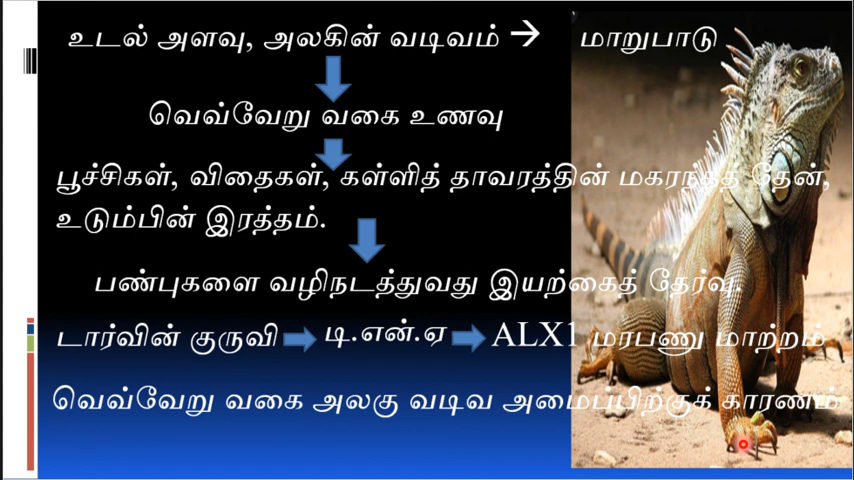 உடல் அளவு, அலகின் வடிவம் → மாறுபாடு
வெவ்வேறு வகை உணவு
பூச்சிகள், விதைகள், கள்ளித் தாவரத்தின் மகரந்தத் தேன்,
உடும்பின் இரத்தம்.
பண்புகளை வழிநடத்துவது இயற்கைத் தேர்வு.
டார்வின் குருவி டி.என்.ஏ ALX1 மரபணு மாற்றம்
வெவ்வேறு வகை அலகு வடிவ அமைப்பிற்குக் காரணம்